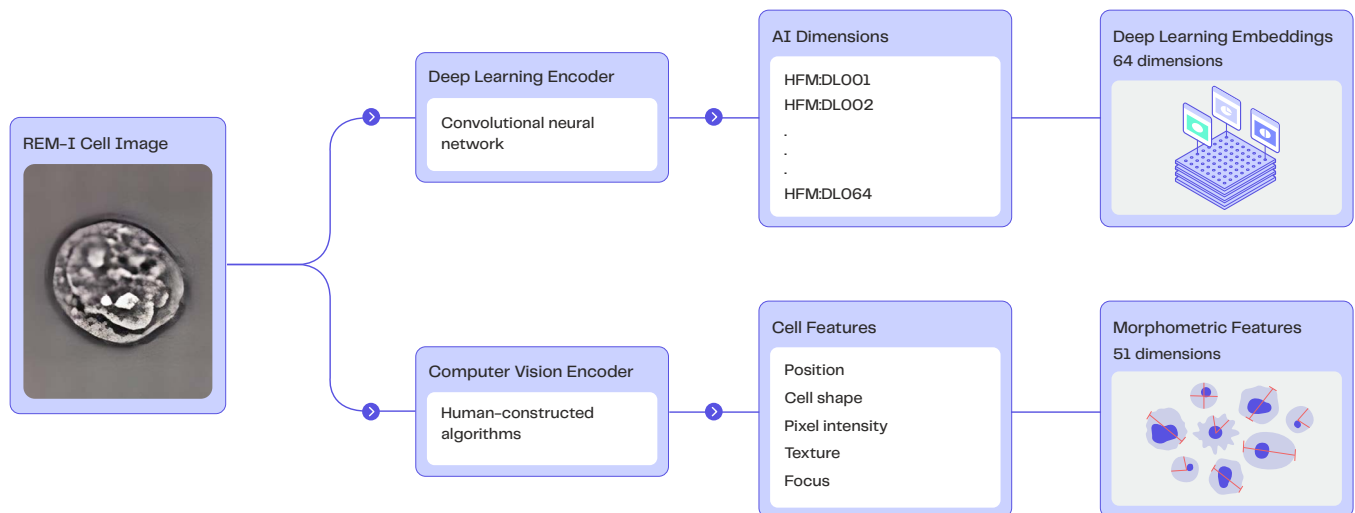 REM-I Cell Image
Deep Learning Encoder
Convolutional neural
network
AI Dimensions
HFM:DL001
HFM:DL002
.
.
.
HFM:DL064
Deep Learning Embeddings
64 dimensions
Computer Vision Encoder
Human-constructed
algorithms
Cell Features
Position
Cell shape
Pixel intensity
Texture
Focus
Morphometric Features
51 dimensions